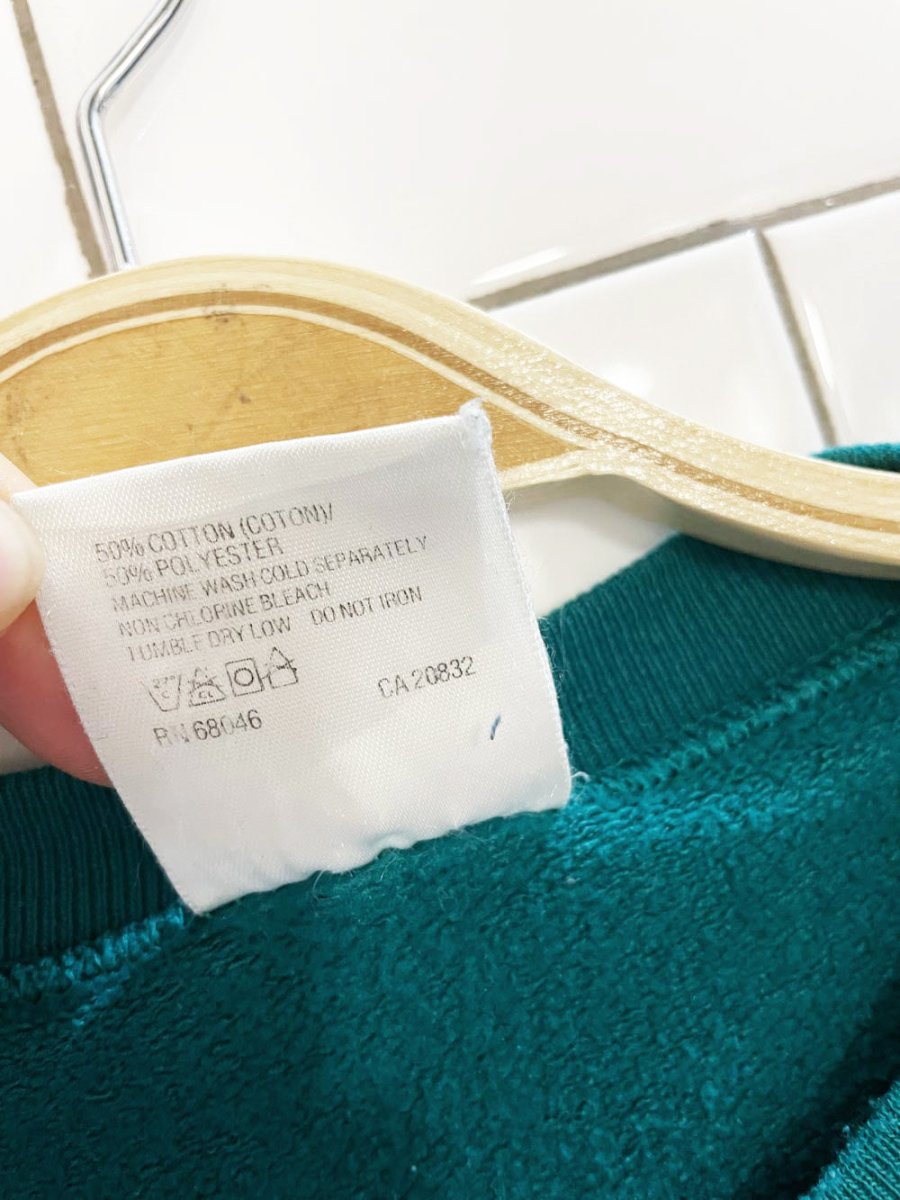 50% COTTON (COTON)/
50% POLYESTER
MACHINE WASH COLD SEPARATELY
NON CHLORINE BLEACH
TUMBLE DRY LOW DO NOT IRON
RN 68046 CA 20832